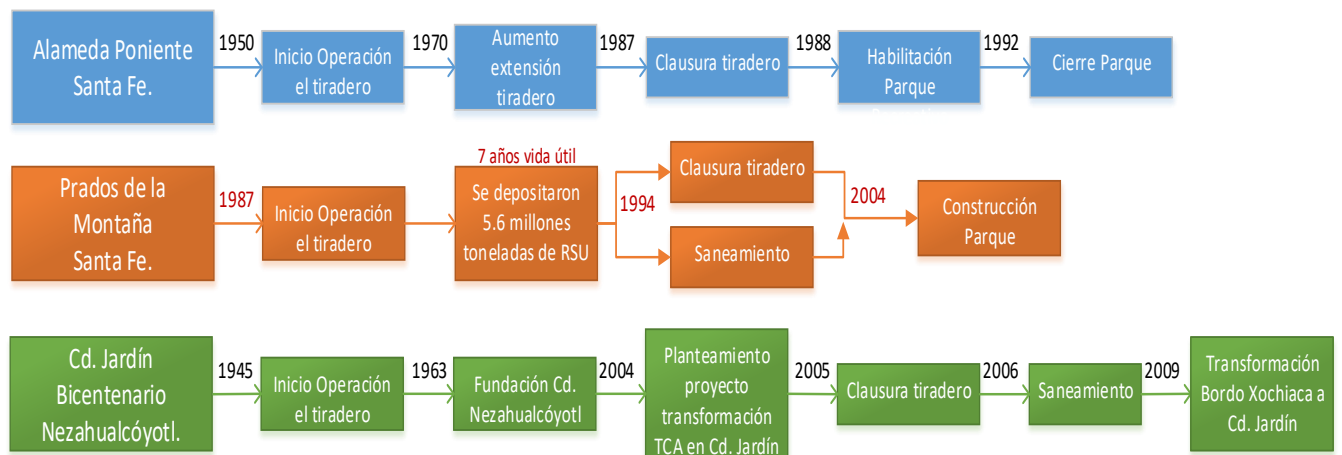 Alameda Poniente
Santa Fe.
1950
Inicio Operación
el tiradero
1970
Aumento
extensión
tiradero
1987
Clausura tiradero
1988
Habilitación
Parque
1992
Cierre Parque
Prados de la
Montaña
Santa Fe.
1987
Inicio Operación
el tiradero
7 años vida útil
Se depositaron
5.6 millones
toneladas de RSU
1994
Clausura tiradero
Saneamiento
2004
Construcción
Parque
Cd. Jardín
Bicentenario
Nezahualcóyotl.
1945
Inicio Operación
el tiradero
1963
Fundación Cd.
Nezahualcóyotl
2004
Planteamiento
proyecto
transformación
TCA en Cd. Jardín
2005
Clausura tiradero
2006
Saneamiento
2009
Transformación
Bordo Xochiaca a
Cd. Jardín